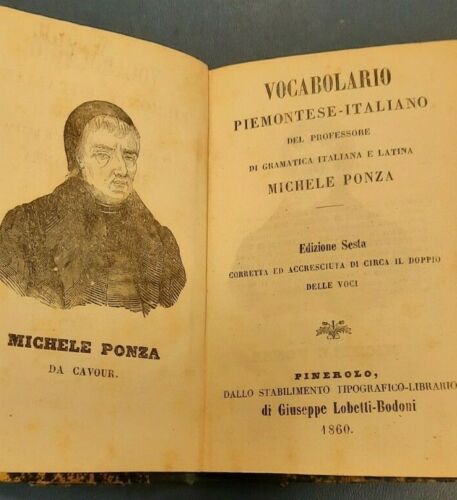 MICHELE PONZA
DA CAVOUR.
VOCABOLARIO
PIEMONTESE-ITALIANO
DEL PROFESSORE
DI GRAMATICA ITALIANA E LATINA
MICHELE PONZA
Edizione Sesta
CORRETTA ED ACCRESCIUTA DI CIRCA IL DOPPIO
DELLE VOCI
PINEROLO,
DALLO STABILIMENTO TIPOGRAFICO-LIBRARIO
di Giuseppe Lobetti-Bodoni
1860.